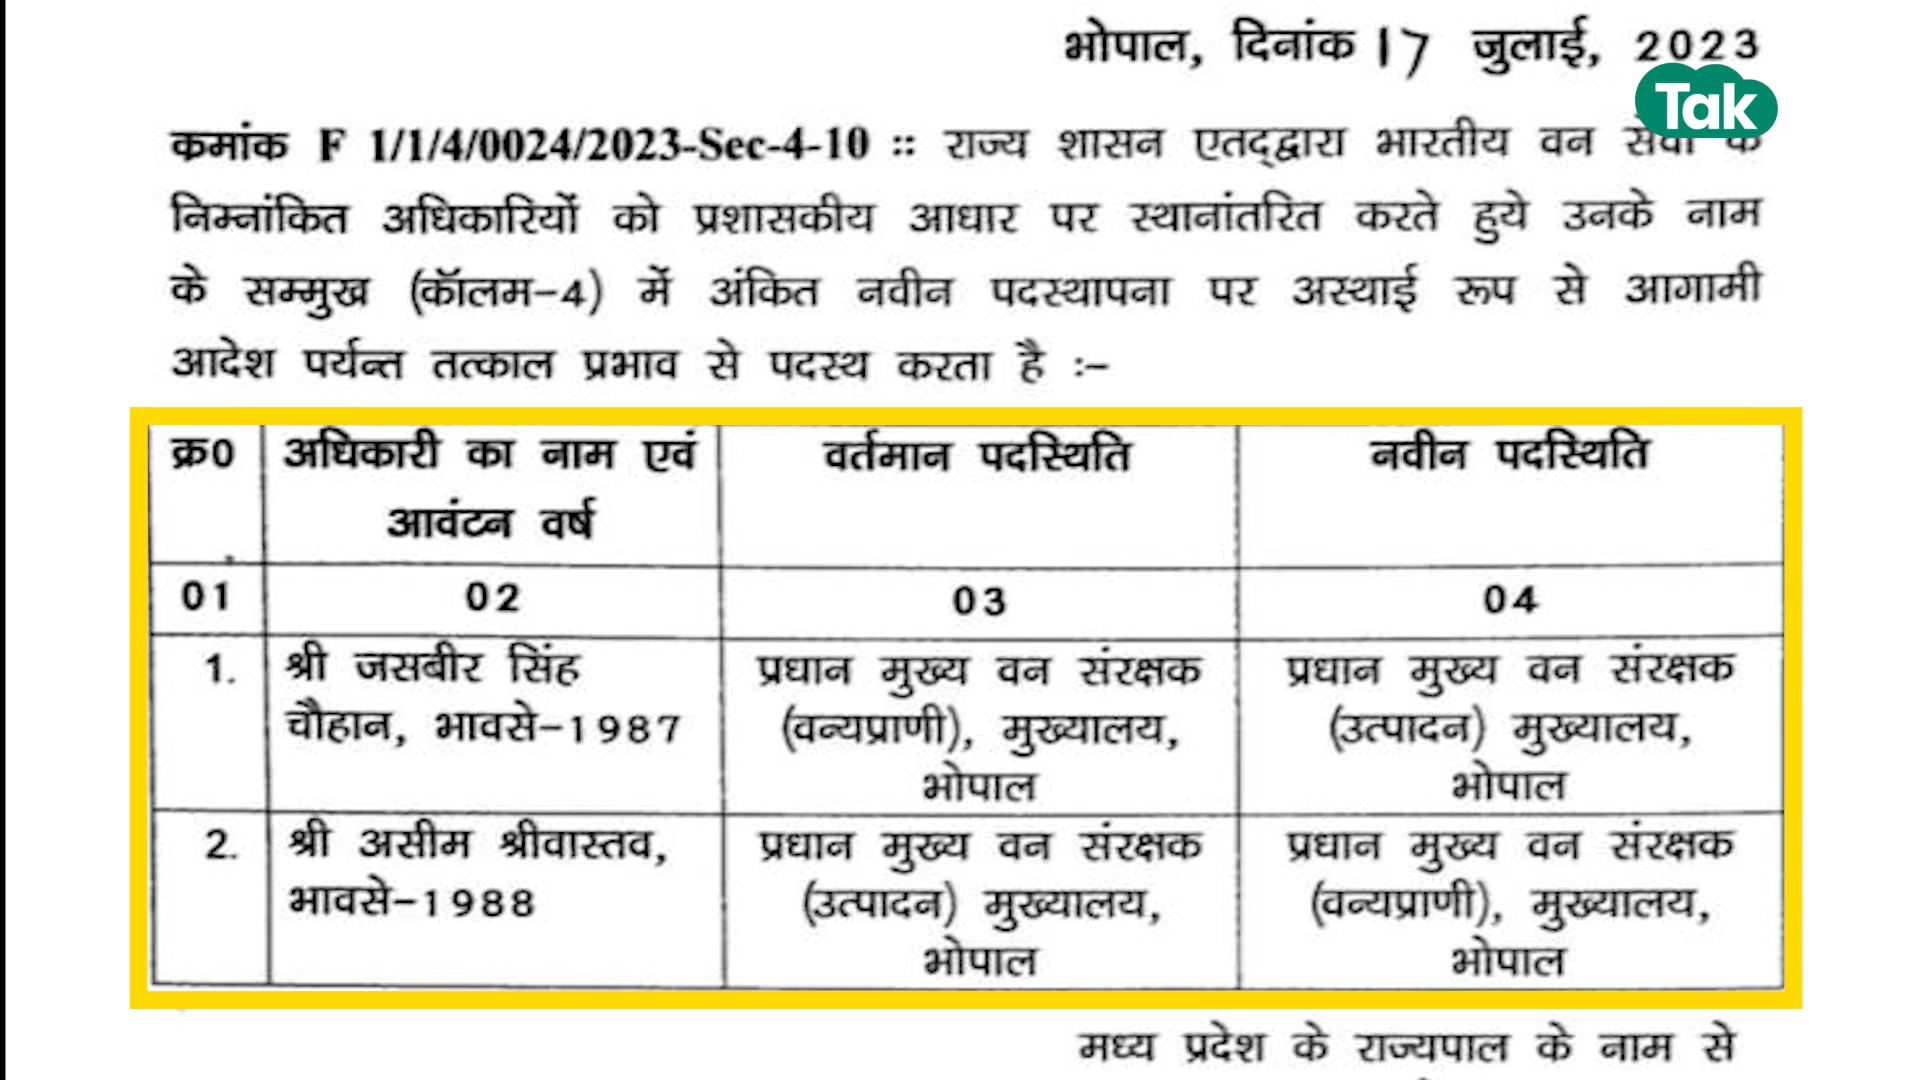 भोपाल, दिनांक 17 जुलाई, 2023
Tak
कमांक F 1/1/4/0024/2023-Sec-4-10 :: राज्य शासन एतद्द्वारा भारतीय वन सेवा के
निम्नांकित अधिकारियों को प्रशासकीय आधार पर स्थानांतरित करते हुये उनके नाम
के सम्मुख (कॉलम-4) में अंकित नवीन पदस्थापना पर अस्थाई रूप से आगामी
आदेश पर्यन्त तत्काल प्रभाव से पदस्थ करता है :-
क्र0 अधिकारी का नाम एवं वर्तमान पदस्थिति नवीन पदस्थिति
आवंटन वर्ष
01 02 03 04
1. श्री जसबीर सिंह प्रधान मुख्य वन संरक्षक प्रधान मुख्य वन संरक्षक
चौहान, भावसे-1987 (वन्यप्राणी), मुख्यालय, (उत्पादन) मुख्यालय,
भोपाल भोपाल
2. श्री असीम श्रीवास्तव, प्रधान मुख्य वन संरक्षक प्रधान मुख्य वन संरक्षक
भावसे-1988 (उत्पादन) मुख्यालय, (वन्यप्राणी), मुख्यालय,
भोपाल भोपाल
मध्य प्रदेश के राज्यपाल के नाम से